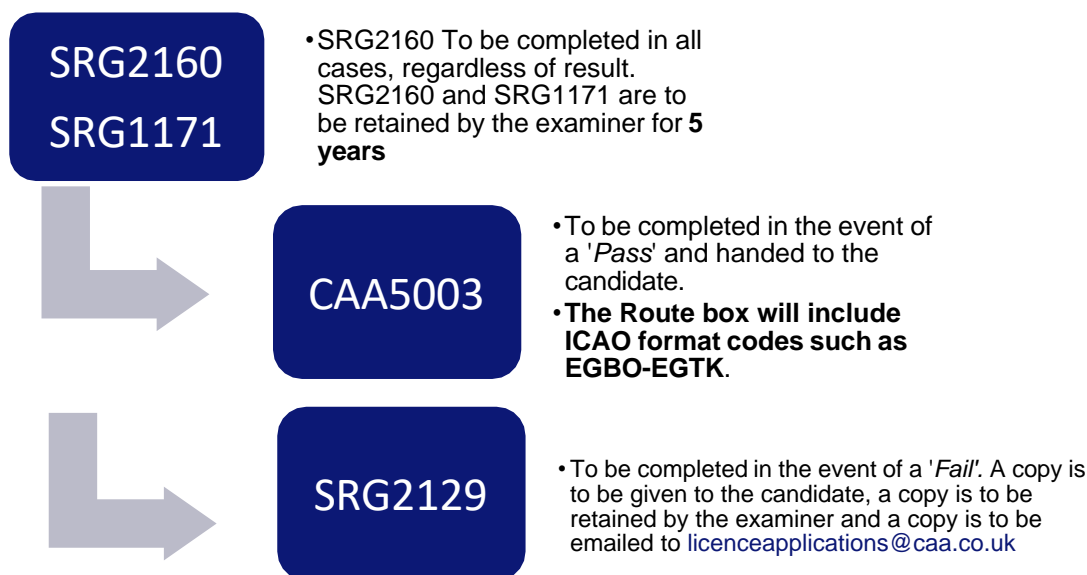 SRG2160
SRG1171
•SRG2160 To be completed in all
cases, regardless of result.
SRG2160 and SRG1171 are to
be retained by the examiner for 5
years
CAA5003
•To be completed in the event of
a 'Pass' and handed to the
candidate.
•The Route box will include
ICAO format codes such as
EGBO-EGTK.
SRG2129
•To be completed in the event of a 'Fail'. A copy is
to be given to the candidate, a copy is to be
retained by the examiner and a copy is to be
emailed to licenceapplications@caa.co.uk